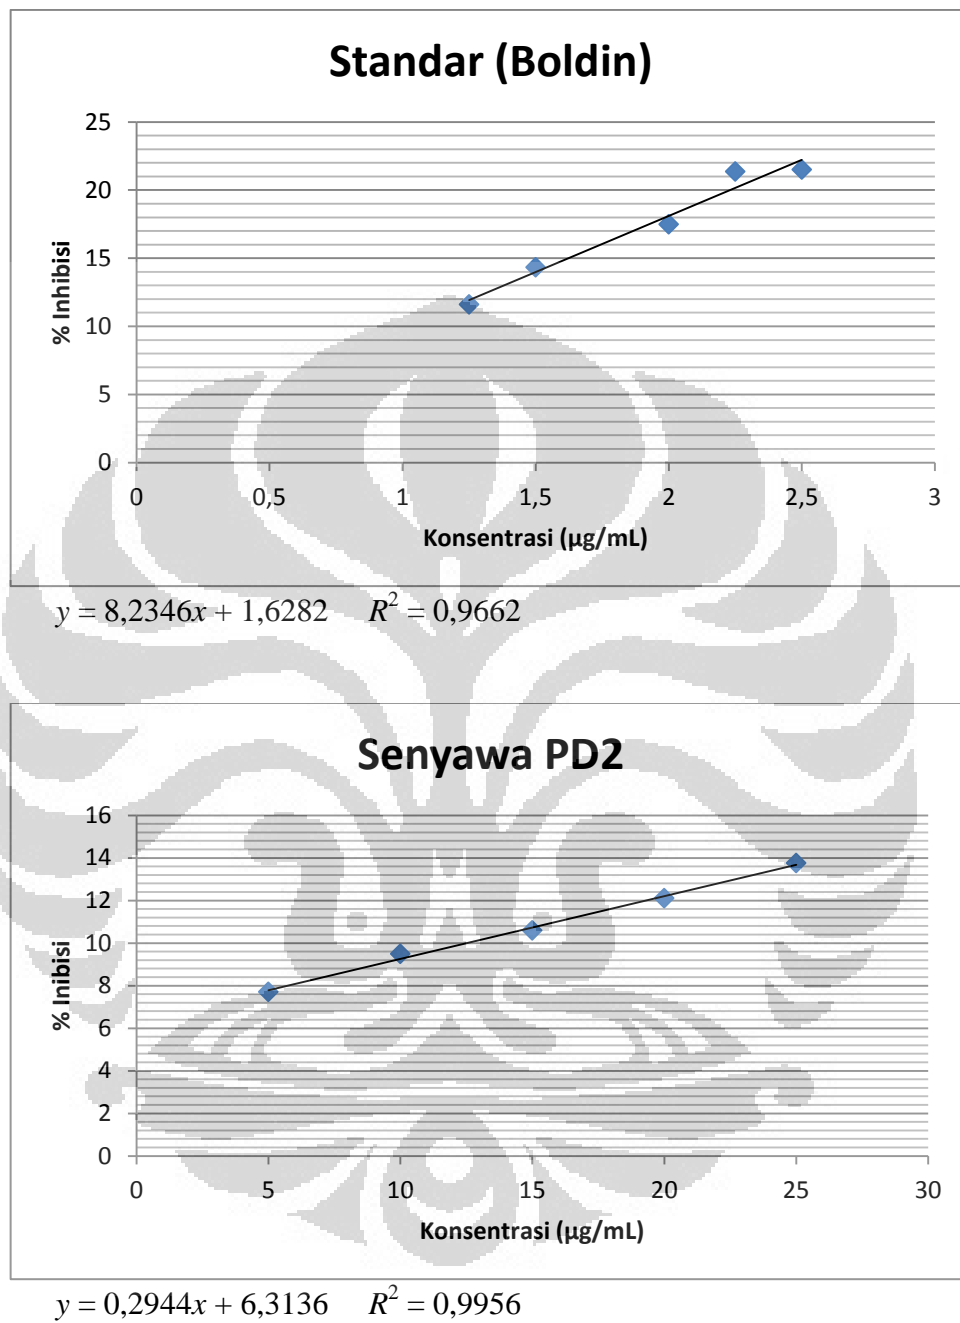 Standar (Boldin)
25
20
15
10
5
0
% Inhibisi
0 0,5 1 1,5 2 2,5 3
Konsentrasi (µg/mL)
y = 8,2346x + 1,6282 R² = 0,9662
Senyawa PD2
16
14
12
10
8
6
4
2
0
% Inibisi
0 5 10 15 20 25 30
Konsentrasi (µg/mL)
y = 0,2944x + 6,3136 R² = 0,9956